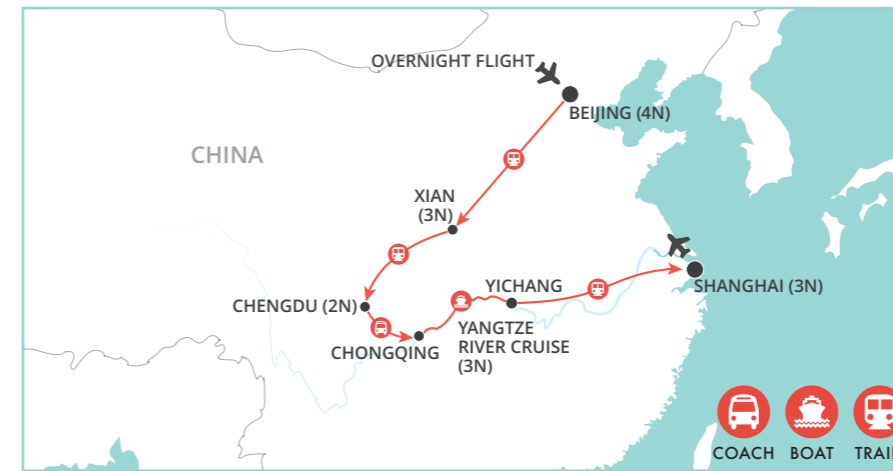 OVERNIGHT FLIGHT
BEIJING (4N)
CHINA
XIAN
(3N)
CHENGDU (2N)
CHONGQING
YICHANG
YANGTZE
RIVER CRUISE
(3N)
SHANGHAI (3N)
COACH BOAT TRAI